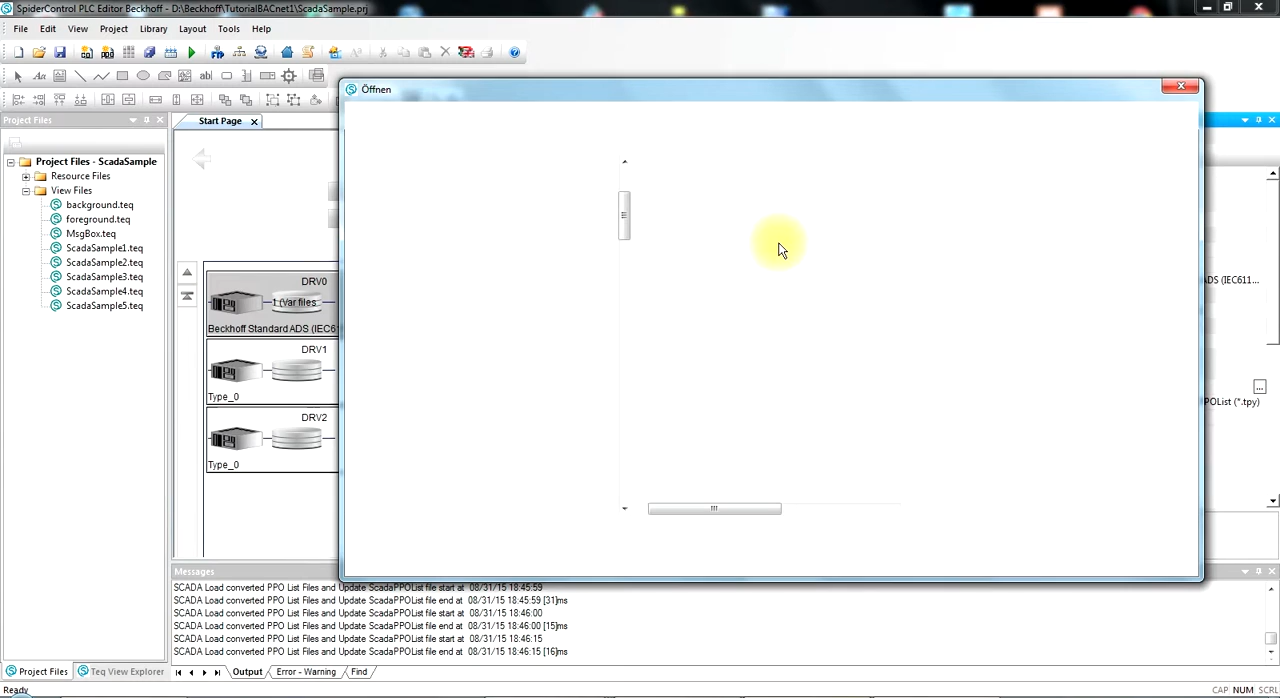 SpiderControl PLC Editor Beckhoff - D:\Beckhoff\TutorialBACnet1\ScadaSample.prj
File Edit View Project Library Layout Tools Help
Öffnen
Project Files
Start Page
Project Files - ScadaSample
Resource Files
View Files
background.teq
foreground.teq
MsgBox.teq
ScadaSample1.teq
ScadaSample2.teq
ScadaSample3.teq
ScadaSample4.teq
ScadaSample5.teq
DRV0
1 (Var files
Beckhoff Standard ADS (IEC6
DRV1
Type_0
DRV2
Type_0
ADS (IEC611...
...
POList (*.tpy)
Messages
SCADA Load converted PPO List Files and Update ScadaPPOList file start at 08/31/15 18:45:59
SCADA Load converted PPO List Files and Update ScadaPPOList file end at 08/31/15 18:45:59 [31]ms
SCADA Load converted PPO List Files and Update ScadaPPOList file start at 08/31/15 18:46:00
SCADA Load converted PPO List Files and Update ScadaPPOList file end at 08/31/15 18:46:00 [15]ms
SCADA Load converted PPO List Files and Update ScadaPPOList file start at 08/31/15 18:46:15
SCADA Load converted PPO List Files and Update ScadaPPOList file end at 08/31/15 18:46:15 [16]ms
Project Files Teq View Explorer
Output Error - Warning Find
Ready
CAP NUM SCRL